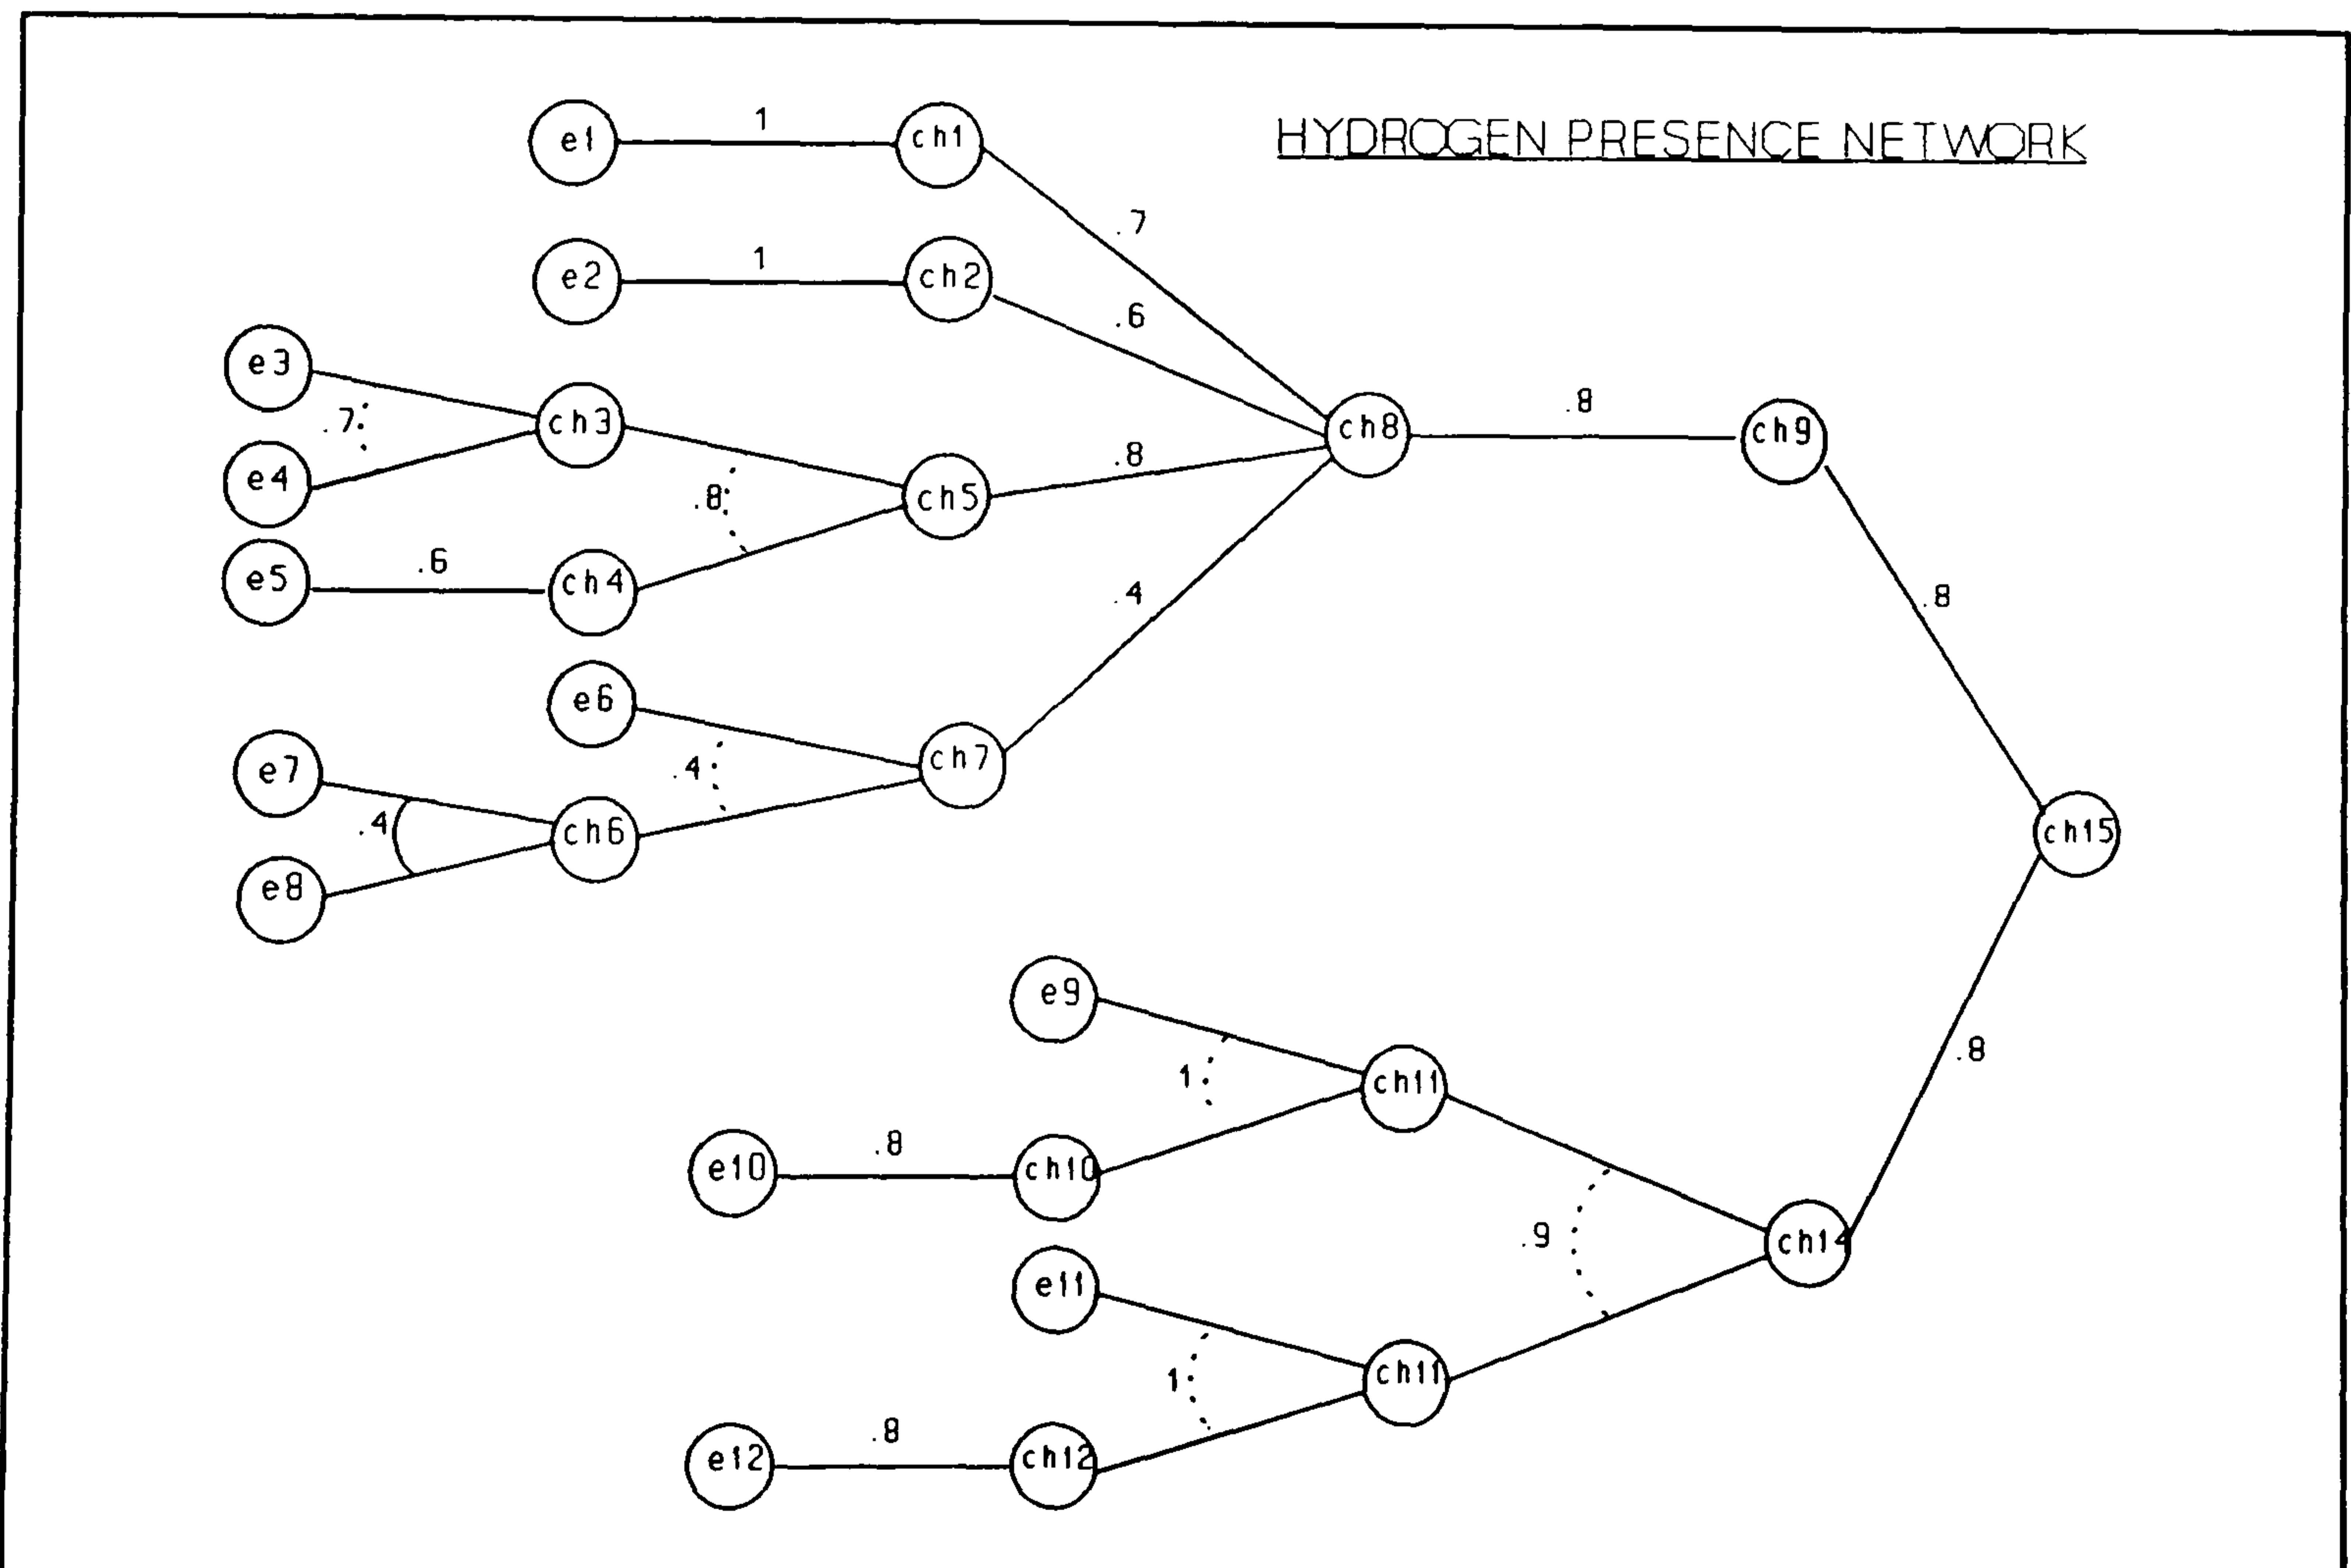 HYDROGEN PRESENCE NETWORK
e1 1 ch1
.7
e2 1 ch2
.6
e3
.7
ch3
e4
.8
ch5
.8
ch8
.8
ch9
e5 .6 ch4
.4
.8
e6
.4
ch7
e7
.4
ch6
e8
ch15
e9
1
ch11
.8
e10 .8 ch10
.9
ch14
e11
1
ch11
e12 .8 ch12